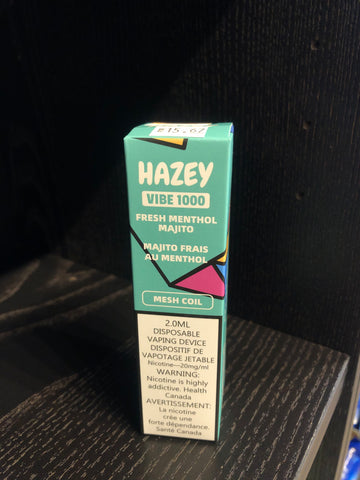 $15.67
HAZEY
VIBE 1000
FRESH MENTHOL
MAJITO
MAJITO FRAIS
AU MENTHOL
MESH COIL
2.0ML
DISPOSABLE
VAPING DEVICE
DISPOSITIF DE
VAPOTAGE JETABLE
Nicotine—20mg/ml
WARNING:
Nicotine is highly
addictive. Health
Canada
AVERTISSEMENT:
La nicotine
crée une
forte dépendance.
Santé Canada